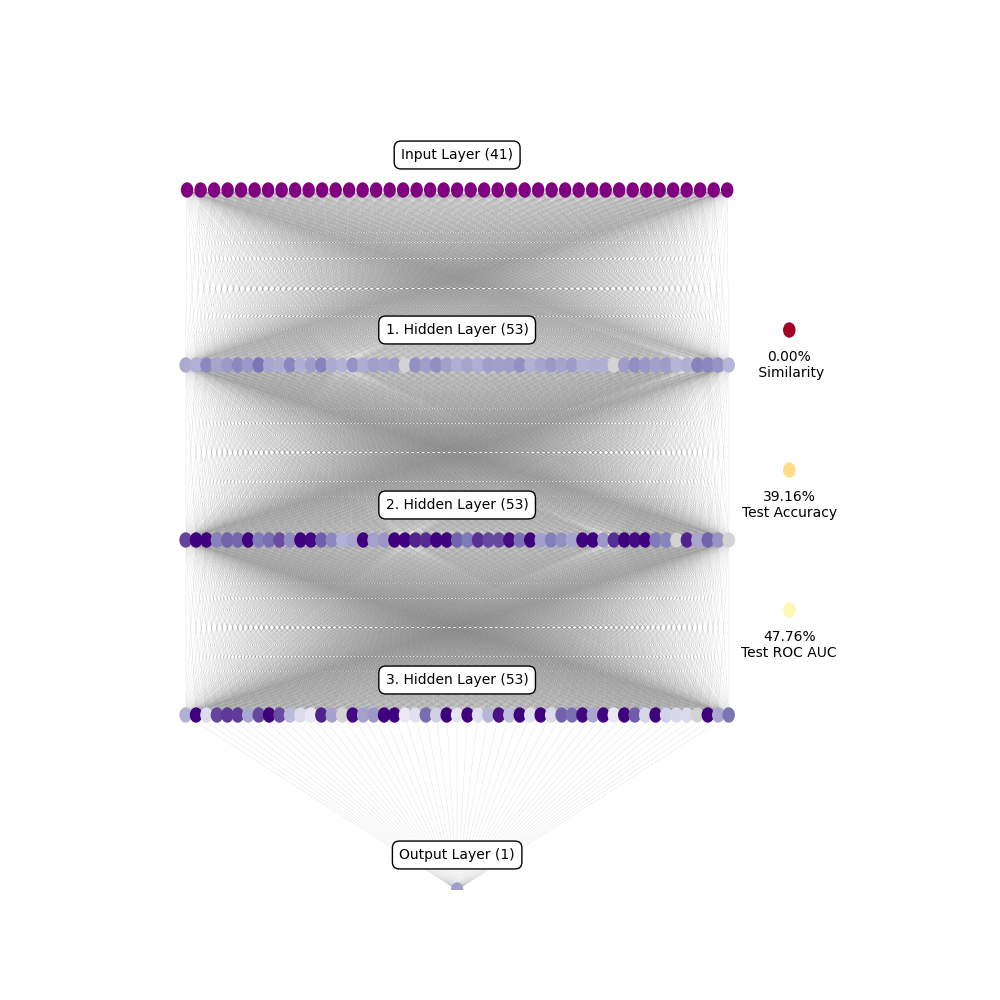 Input Layer (41)
1. Hidden Layer (53)
0.00%
Similarity
2. Hidden Layer (53)
39.16%
Test Accuracy
47.76%
Test ROC AUC
3. Hidden Layer (53)
Output Layer (1)